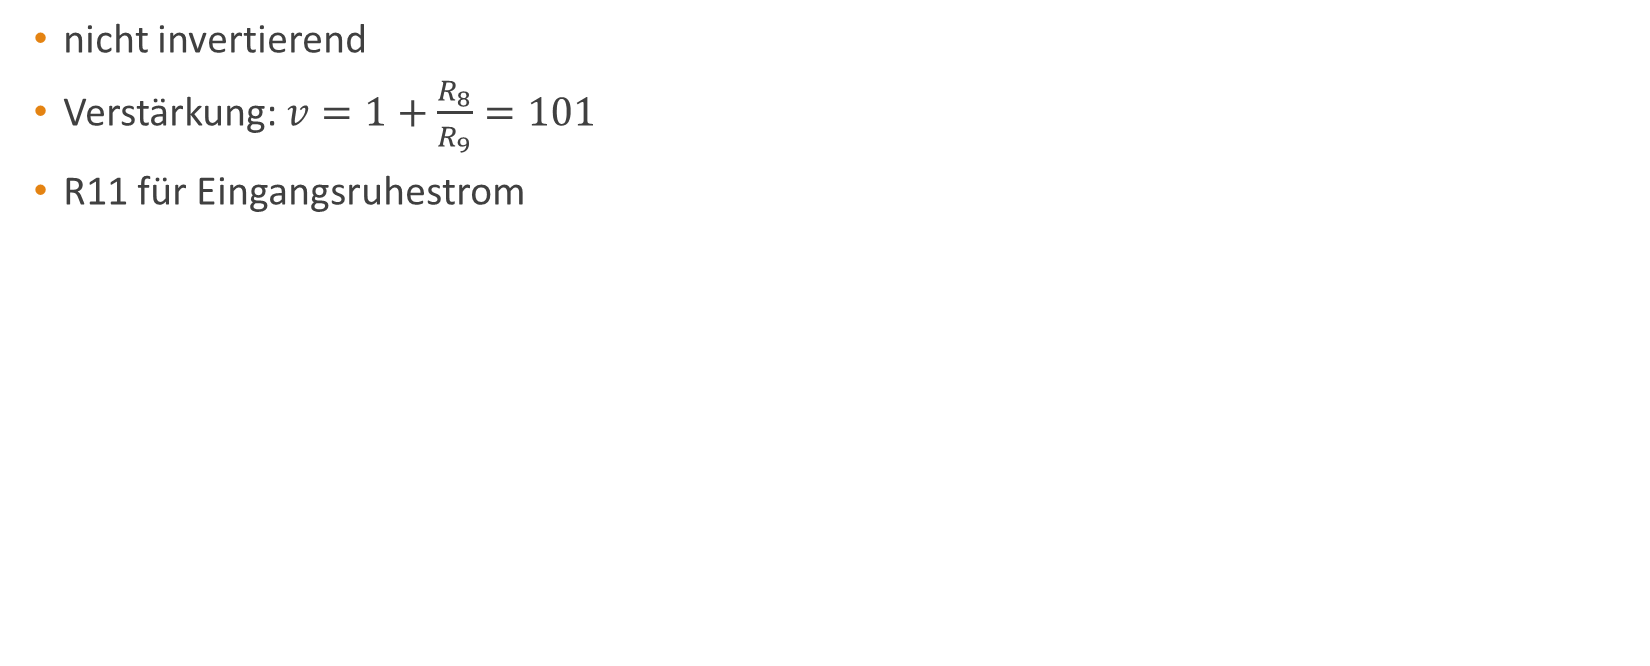 • nicht invertierend
• Verstärkung: 𝑣 = 1 + R₈/R₉ = 101
• R11 für Eingangsruhestrom